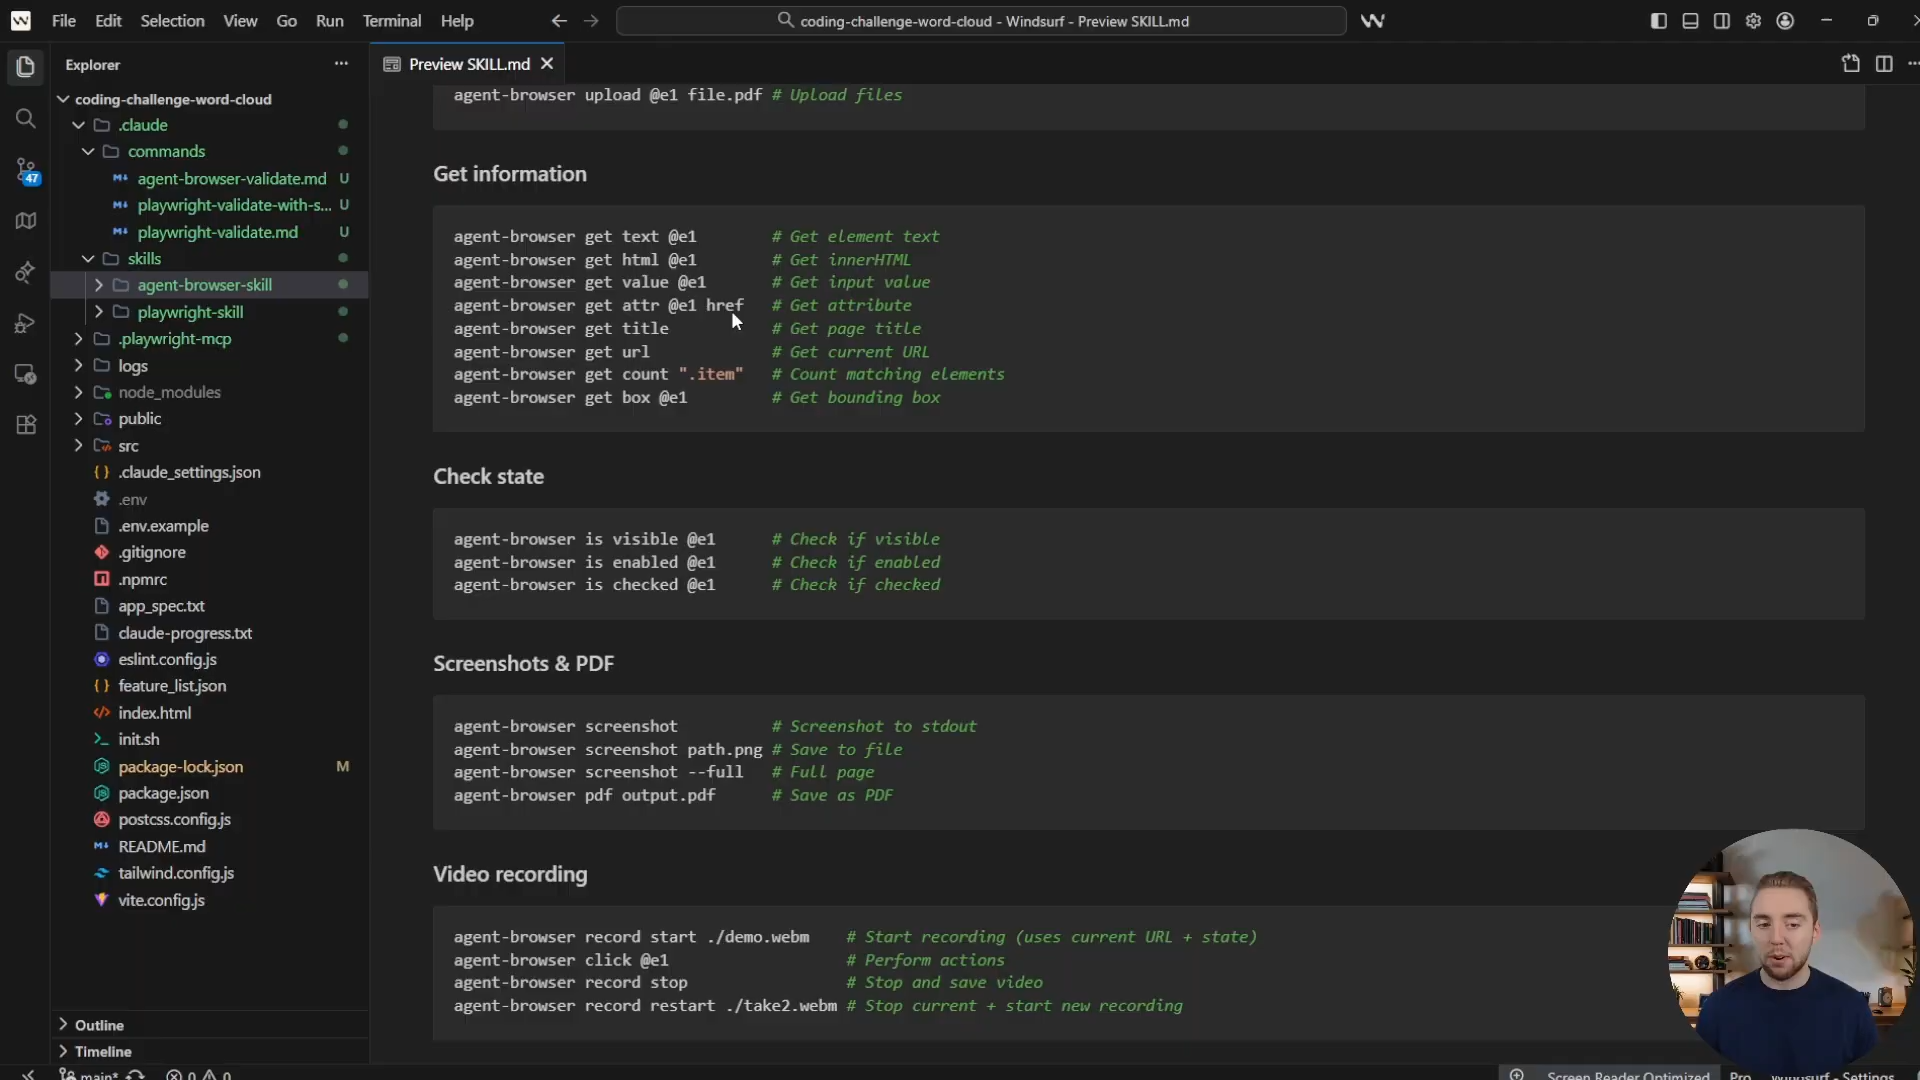 File Edit Selection View Go Run Terminal Help
coding-challenge-word-cloud - Windsurf - Preview SKILL.md
Explorer
Preview SKILL.md
coding-challenge-word-cloud
.claude
commands
agent-browser-validate.md U
playwright-validate-with-s... U
playwright-validate.md U
skills
agent-browser-skill
playwright-skill
.playwright-mcp
logs
node_modules
public
src
.claude_settings.json
.env
.env.example
.gitignore
.npmrc
app_spec.txt
claude-progress.txt
eslint.config.js
feature_list.json
index.html
init.sh
package-lock.json M
package.json
postcss.config.js
README.md
tailwind.config.js
vite.config.js
Outline
Timeline
47
agent-browser upload @e1 file.pdf # Upload files
Get information
agent-browser get text @e1 # Get element text
agent-browser get html @e1 # Get innerHTML
agent-browser get value @e1 # Get input value
agent-browser get attr @e1 href # Get attribute
agent-browser get title # Get page title
agent-browser get url # Get current URL
agent-browser get count ".item" # Count matching elements
agent-browser get box @e1 # Get bounding box
Check state
agent-browser is visible @e1 # Check if visible
agent-browser is enabled @e1 # Check if enabled
agent-browser is checked @e1 # Check if checked
Screenshots & PDF
agent-browser screenshot # Screenshot to stdout
agent-browser screenshot path.png # Save to file
agent-browser screenshot --full # Full page
agent-browser pdf output.pdf # Save as PDF
Video recording
agent-browser record start ./demo.webm # Start recording (uses current URL + state)
agent-browser click @e1 # Perform actions
agent-browser record stop # Stop and save video
agent-browser record restart ./take2.webm # Stop current + start new recording
main* 0 0 Screen Reader Optimized Pro windsurf - Settings